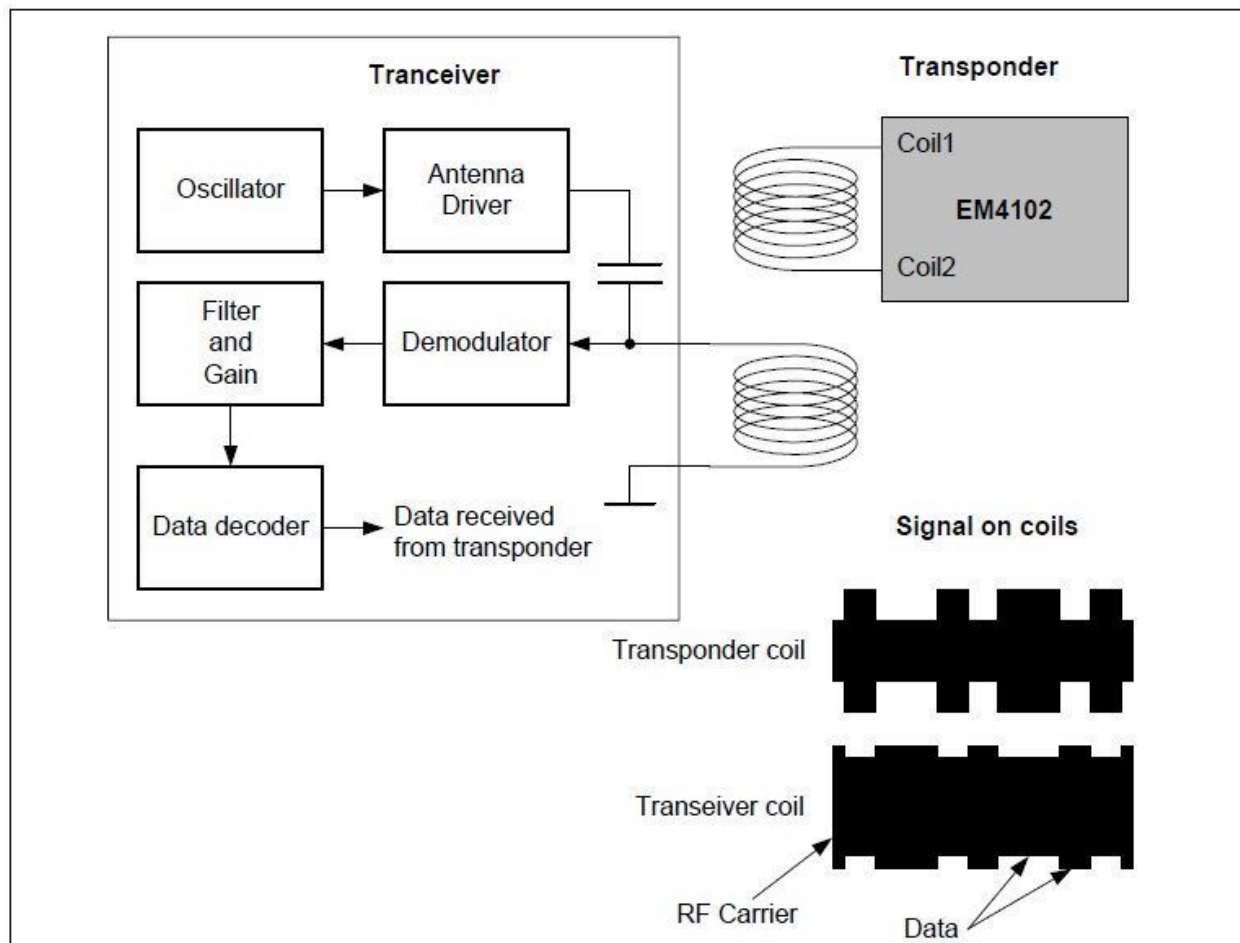 Tranceiver
Transponder
Oscillator
Antenna
Driver
Coil1
EM4102
Coil2
Filter
and
Gain
Demodulator
Data decoder
Data received
from transponder
Signal on coils
Transponder coil
Transeiver coil
RF Carrier
Data